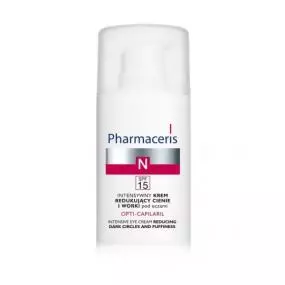 Pharmaceris
N
SPF
15
INTENSYWNY KREM
REDUKUJĄCY CIENIE
I WORKI pod oczami
OPTI-CAPILARIL
INTENSIVE EYE CREAM REDUCING
DARK CIRCLES AND PUFFINESS